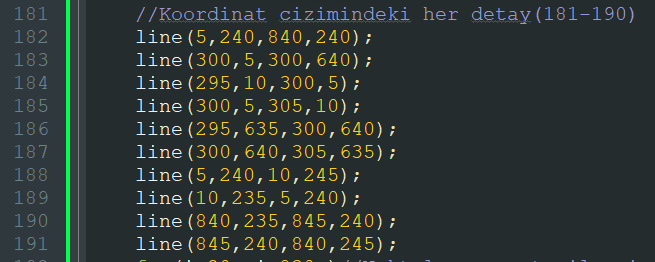 181 //Koordinat cizimindeki her detay(181-190)
182 line(5,240,840,240);
183 line(300,5,300,640);
184 line(295,10,300,5);
185 line(300,5,305,10);
186 line(295,635,300,640);
187 line(300,640,305,635);
188 line(5,240,10,245);
189 line(10,235,5,240);
190 line(840,235,845,240);
191 line(845,240,840,245);